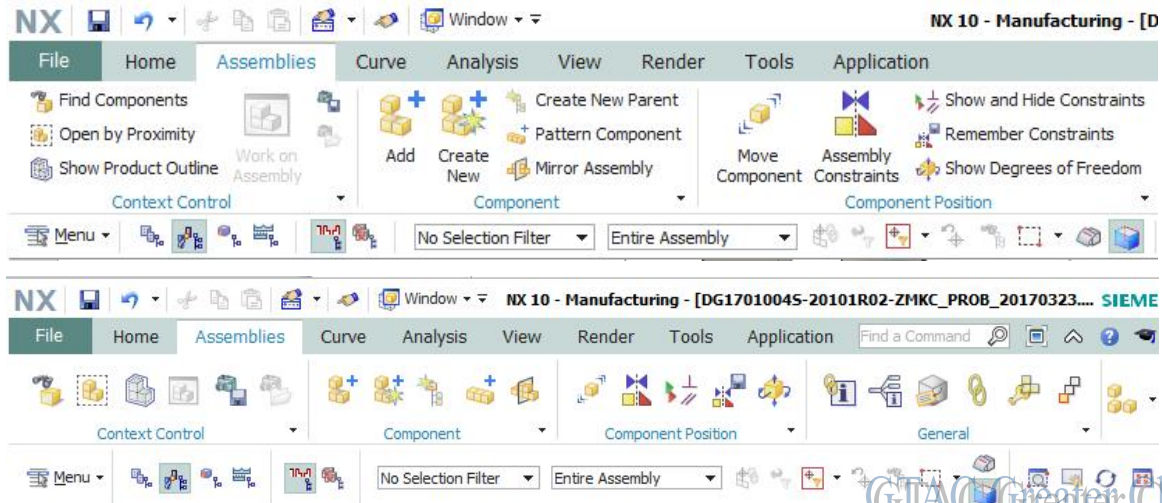 NX Window NX 10 - Manufacturing - [D
File Home Assemblies Curve Analysis View Render Tools Application
Find Components Create New Parent Show and Hide Constraints
Open by Proximity Pattern Component Remember Constraints
Show Product Outline Work on Assembly Add Create New Mirror Assembly Move Component Assembly Constraints Show Degrees of Freedom
Context Control Component Component Position
Menu No Selection Filter Entire Assembly
NX Window NX 10 - Manufacturing - [DG1701004S-20101R02-ZMKC_PROB_20170323.... SIEME
File Home Assemblies Curve Analysis View Render Tools Application Find a Command
Context Control Component Component Position General
Menu No Selection Filter Entire Assembly
GTAC Greater C